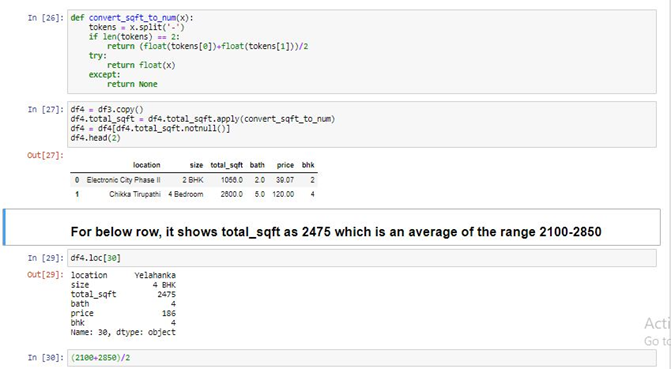 In [26]: def convert_sqft_to_num(x):
tokens = x.split('-')
if len(tokens) == 2:
return (float(tokens[0])+float(tokens[1]))/2
try:
return float(x)
except:
return None
In [27]: df4 = df3.copy()
df4.total_sqft = df4.total_sqft.apply(convert_sqft_to_num)
df4 = df4[df4.total_sqft.notnull()]
df4.head(2)
Out[27]:
location size total_sqft bath price bhk
0 Electronic City Phase II 2 BHK 1056.0 2.0 39.07 2
1 Chikka Tirupathi 4 Bedroom 2600.0 5.0 120.00 4
For below row, it shows total_sqft as 2475 which is an average of the range 2100-2850
In [29]: df4.loc[30]
Out[29]: location Yelahanka
size 4 BHK
total_sqft 2475
bath 4
price 186
bhk 4
Name: 30, dtype: object
In [30]: (2100+2850)/2
Acti
Go to